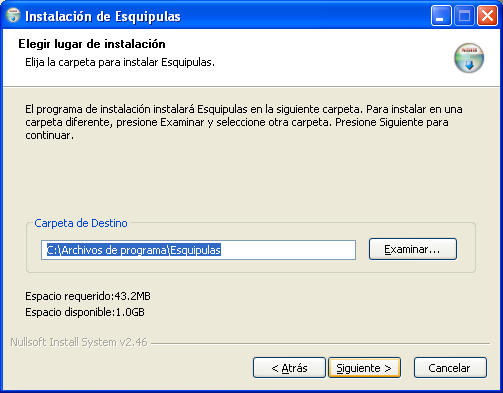 Instalación de Esquipulas
Elegir lugar de instalación
Elija la carpeta para instalar Esquipulas.
El programa de instalación instalará Esquipulas en la siguiente carpeta. Para instalar en una
carpeta diferente, presione Examinar y seleccione otra carpeta. Presione Siguiente para
continuar.
Carpeta de Destino
C:\Archivos de programa\Esquipulas
Examinar...
Espacio requerido:43.2MB
Espacio disponible:1.0GB
Nullsoft Install System v2.46
< Atrás
Siguiente >
Cancelar